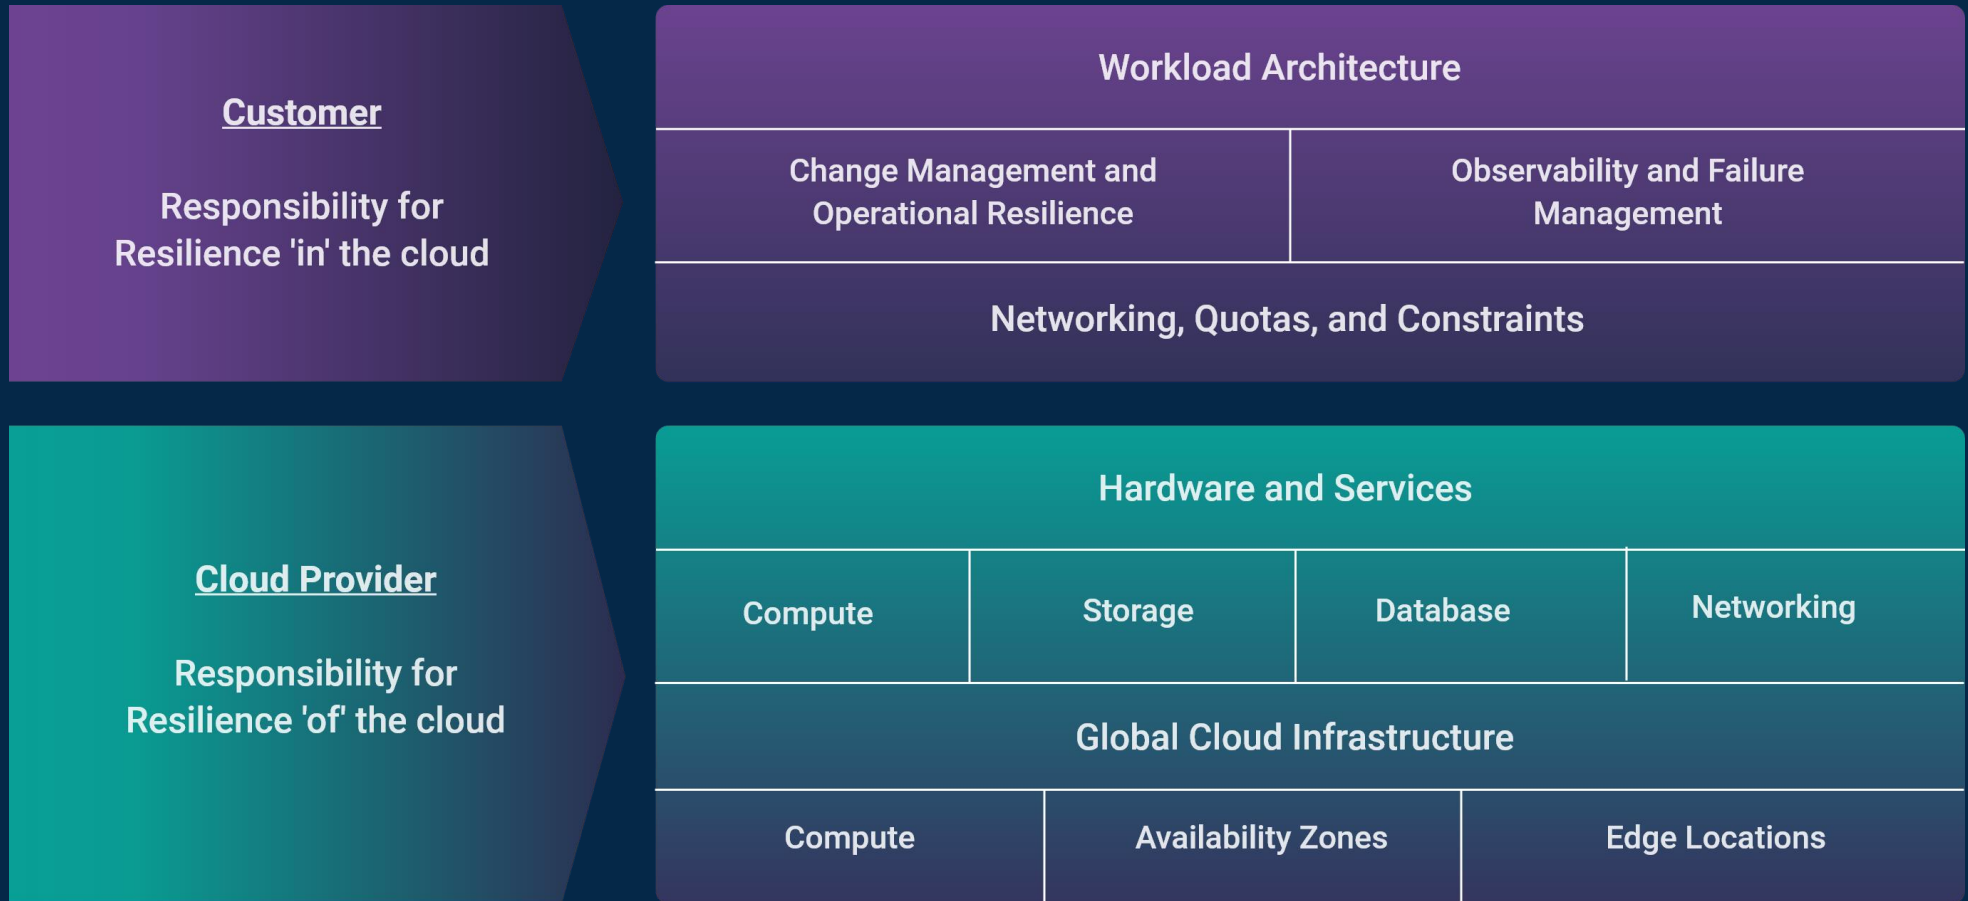 Customer
Responsibility for
Resilience 'in' the cloud
Workload Architecture
Change Management and
Operational Resilience
Observability and Failure
Management
Networking, Quotas, and Constraints
Cloud Provider
Responsibility for
Resilience 'of' the cloud
Hardware and Services
Compute
Storage
Database
Networking
Global Cloud Infrastructure
Compute
Availability Zones
Edge Locations